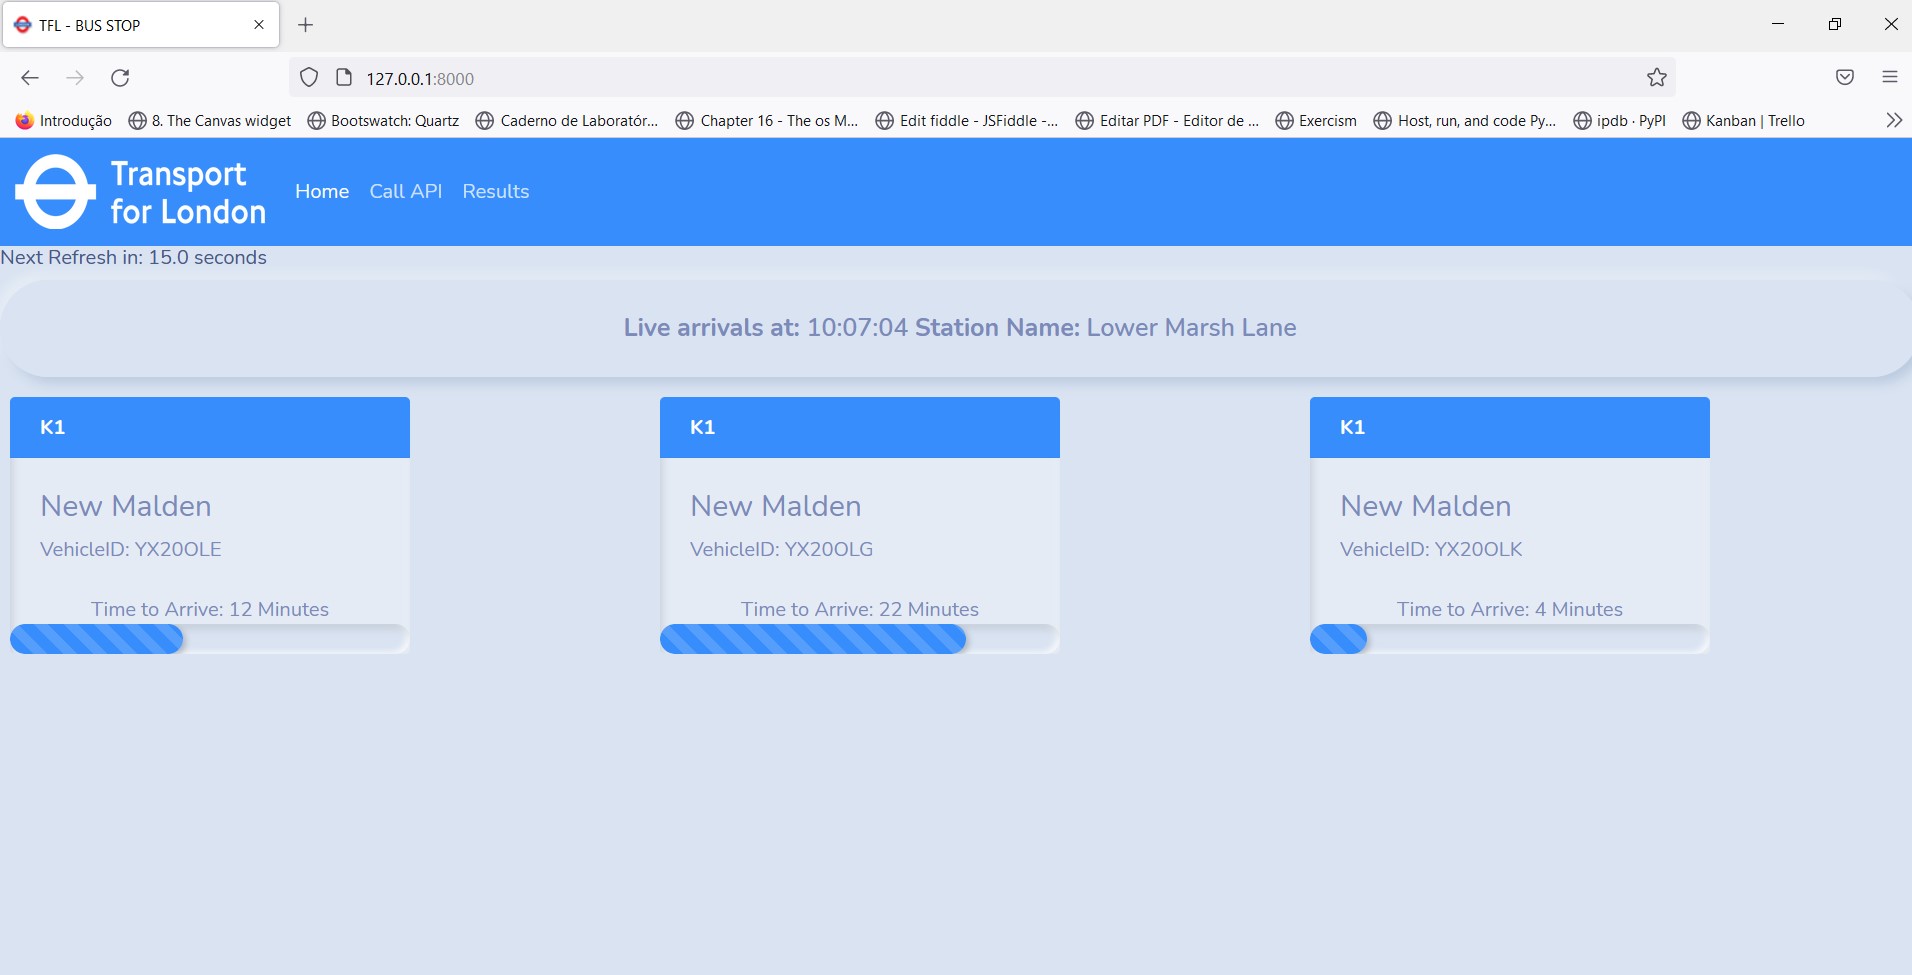 TFL - BUS STOP
127.0.0.1:8000
Introdução 8. The Canvas widget Bootswatch: Quartz Caderno de Laboratór... Chapter 16 - The os M... Edit fiddle - JSFiddle -... Editar PDF - Editor de ... Exercism Host, run, and code Py... ipdb · PyPI Kanban | Trello
Transport
for London
Home Call API Results
Next Refresh in: 15.0 seconds
Live arrivals at: 10:07:04 Station Name: Lower Marsh Lane
K1
New Malden
VehicleID: YX20OLE
Time to Arrive: 12 Minutes
K1
New Malden
VehicleID: YX20OLG
Time to Arrive: 22 Minutes
K1
New Malden
VehicleID: YX20OLK
Time to Arrive: 4 Minutes